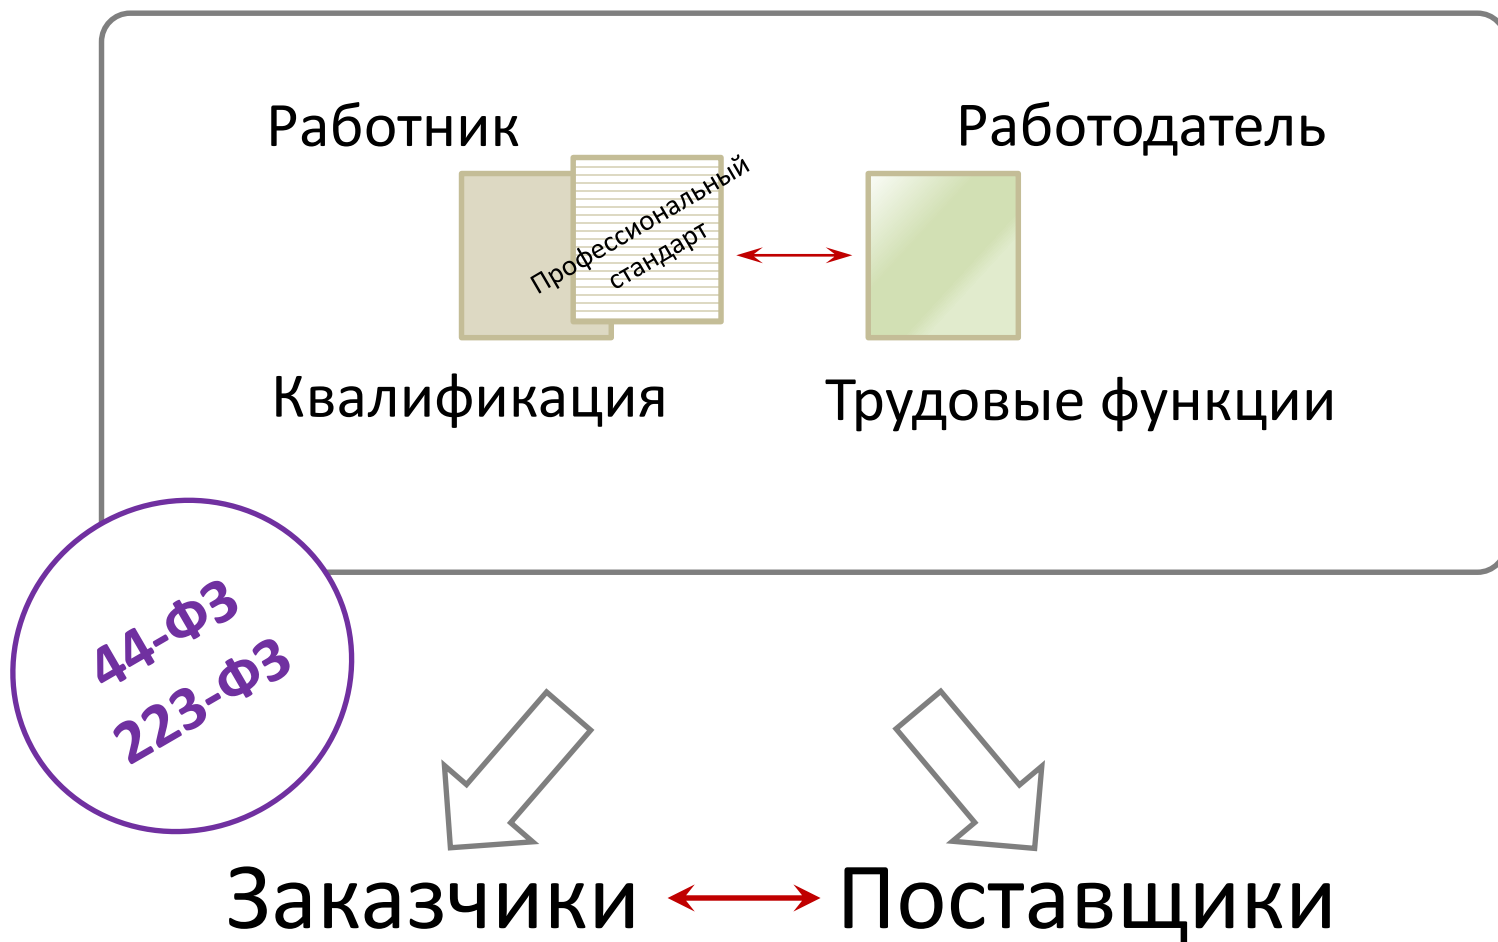 Работник
Работодатель
Профессиональный
стандарт
Квалификация
Трудовые функции
44-ФЗ
223-ФЗ
Заказчики
Поставщики